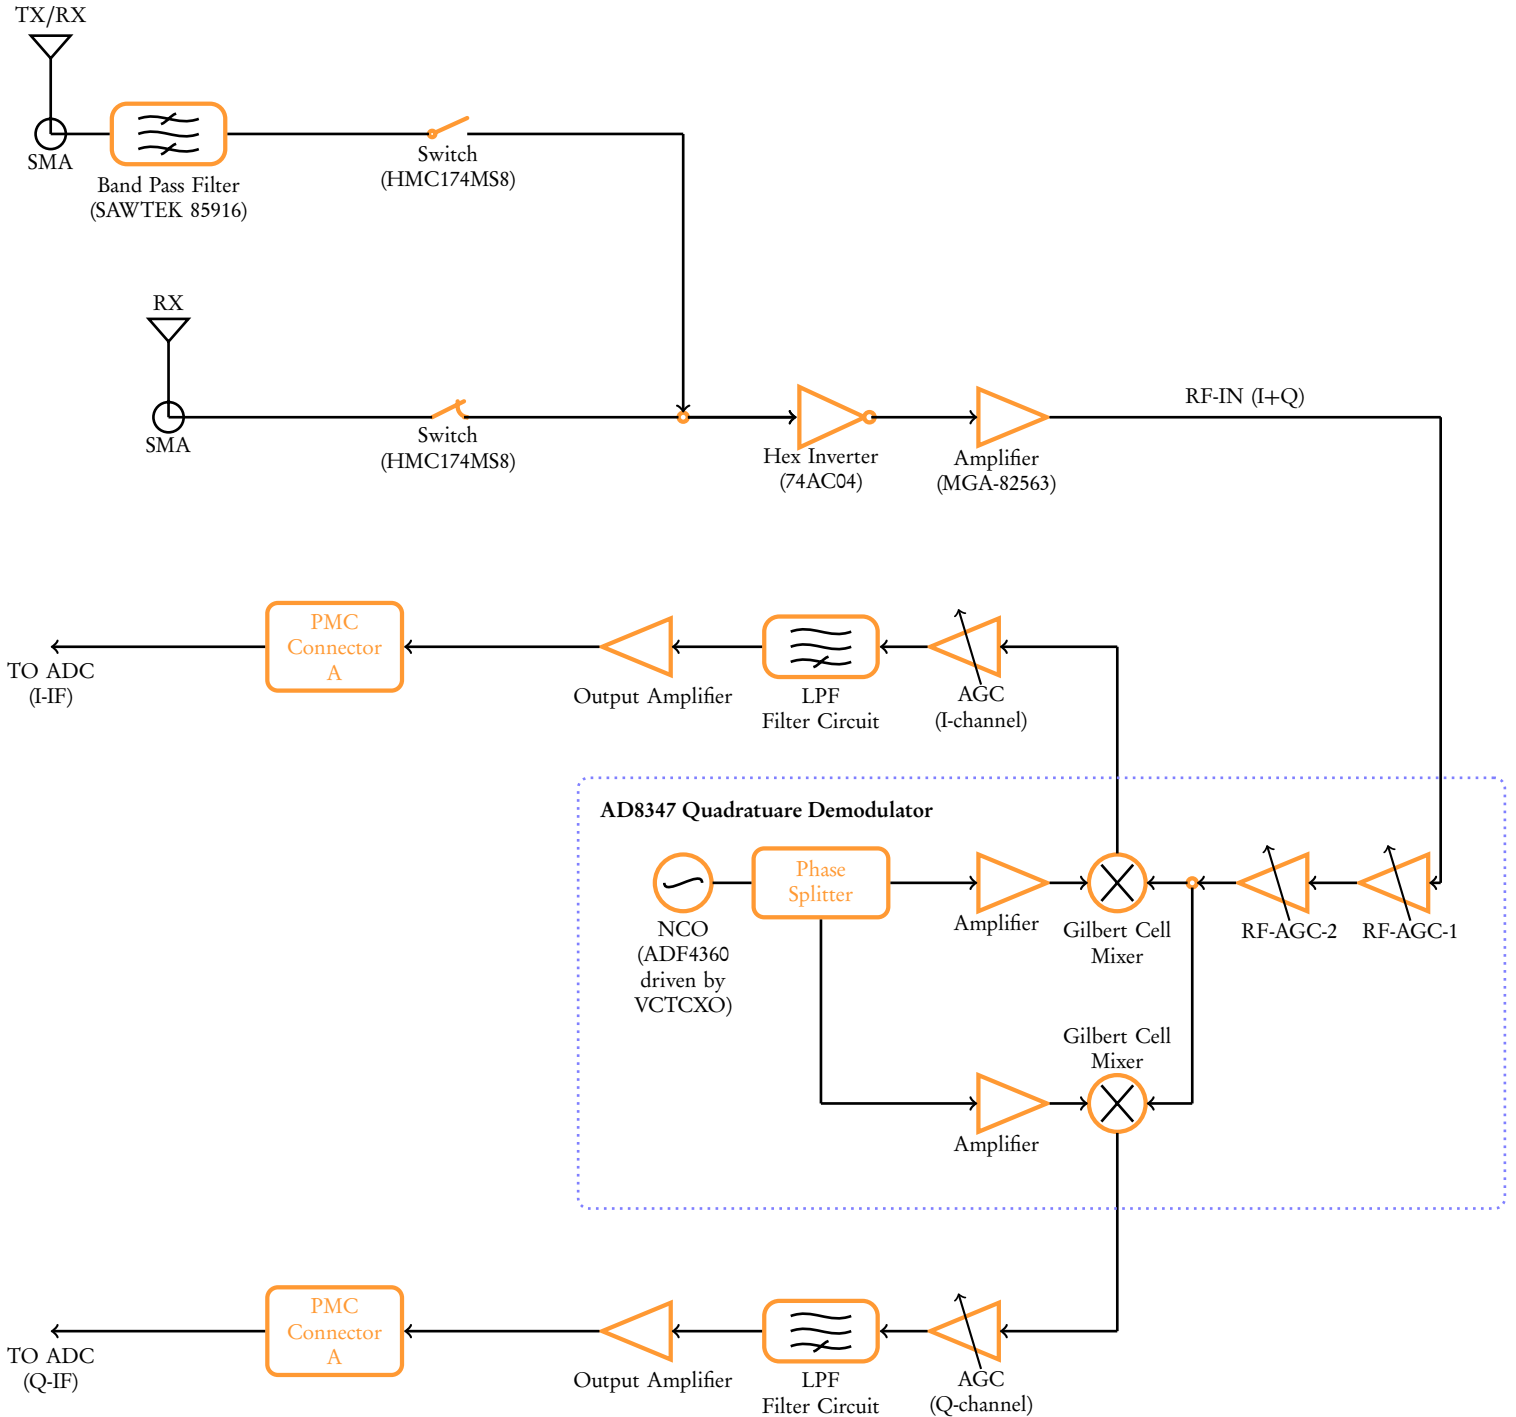 TX/RX
SMA
Band Pass Filter
(SAWTEK 85916)
Switch
(HMC174MS8)
RX
SMA
Switch
(HMC174MS8)
Hex Inverter
(74AC04)
Amplifier
(MGA-82563)
RF-IN (I+Q)
TO ADC
(I-IF)
PMC
Connector
A
Output Amplifier
LPF
Filter Circuit
AGC
(I-channel)
AD8347 Quadratuare Demodulator
NCO
(ADF4360
driven by
VCTCXO)
Phase
Splitter
Amplifier
Gilbert Cell
Mixer
RF-AGC-2
RF-AGC-1
Gilbert Cell
Mixer
Amplifier
TO ADC
(Q-IF)
PMC
Connector
A
Output Amplifier
LPF
Filter Circuit
AGC
(Q-channel)